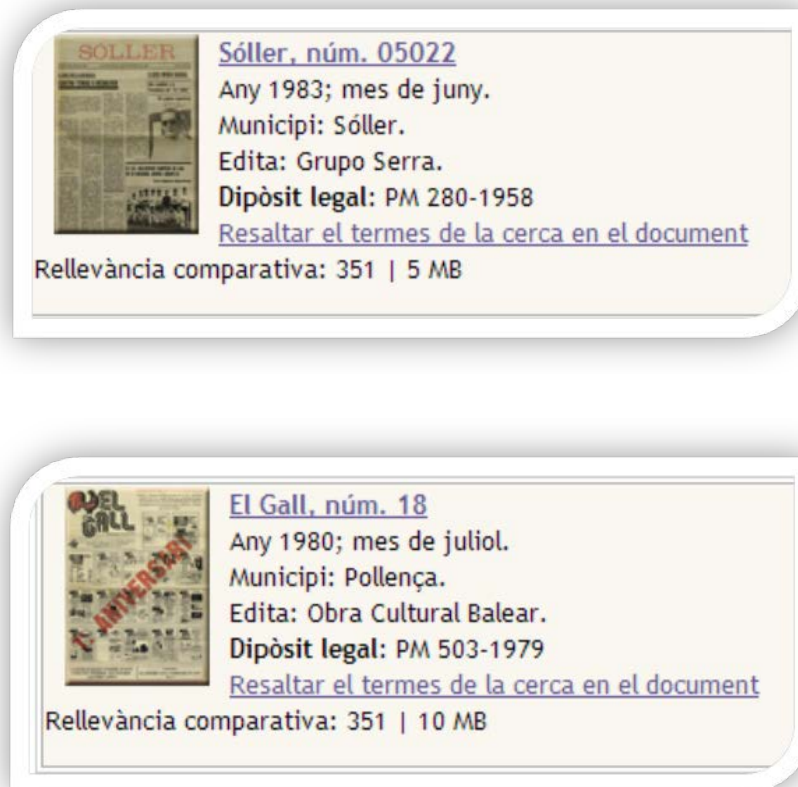 SÓLLER
Sóller, núm. 05022
Any 1983; mes de juny.
Municipi: Sóller.
Edita: Grupo Serra.
Dipòsit legal: PM 280-1958
Resaltar el termes de la cerca en el document
Rellevància comparativa: 351 | 5 MB
EL GALL
1.er ANIVERSARI
El Gall, núm. 18
Any 1980; mes de juliol.
Municipi: Pollença.
Edita: Obra Cultural Balear.
Dipòsit legal: PM 503-1979
Resaltar el termes de la cerca en el document
Rellevància comparativa: 351 | 10 MB